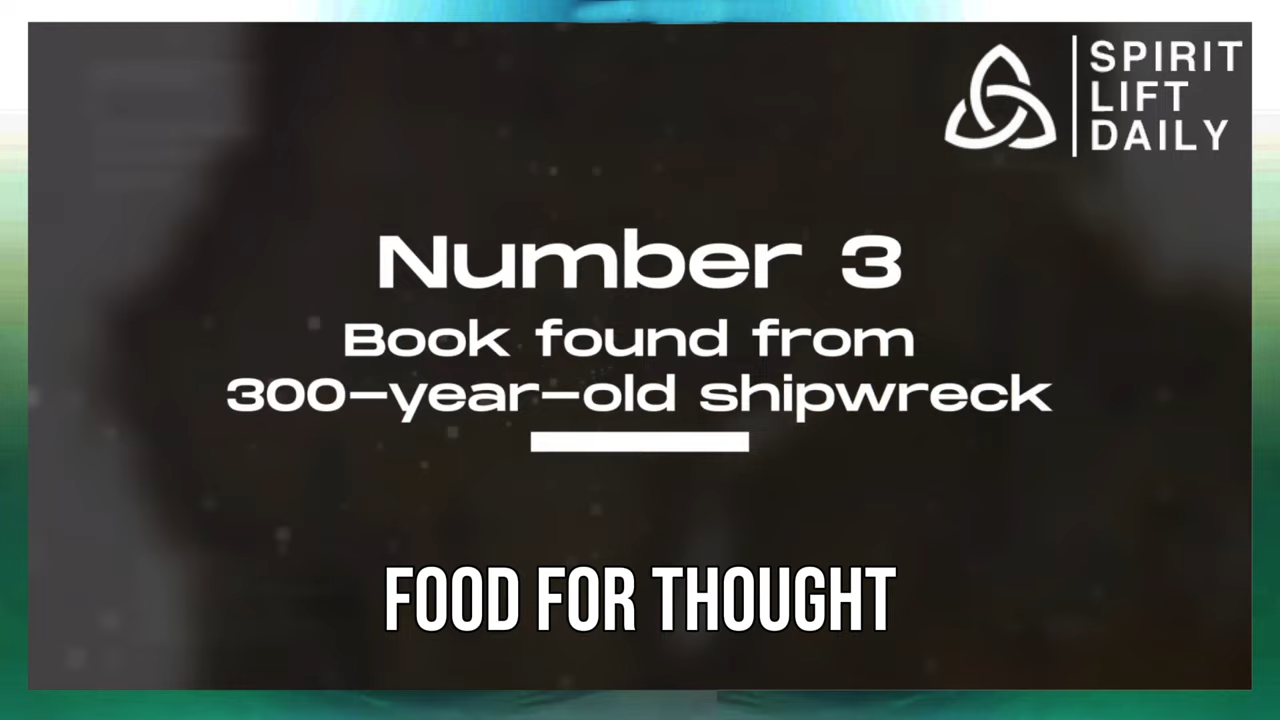 SPIRIT
LIFT
DAILY
Number 3
Book found from
300-year-old shipwreck
FOOD FOR THOUGHT